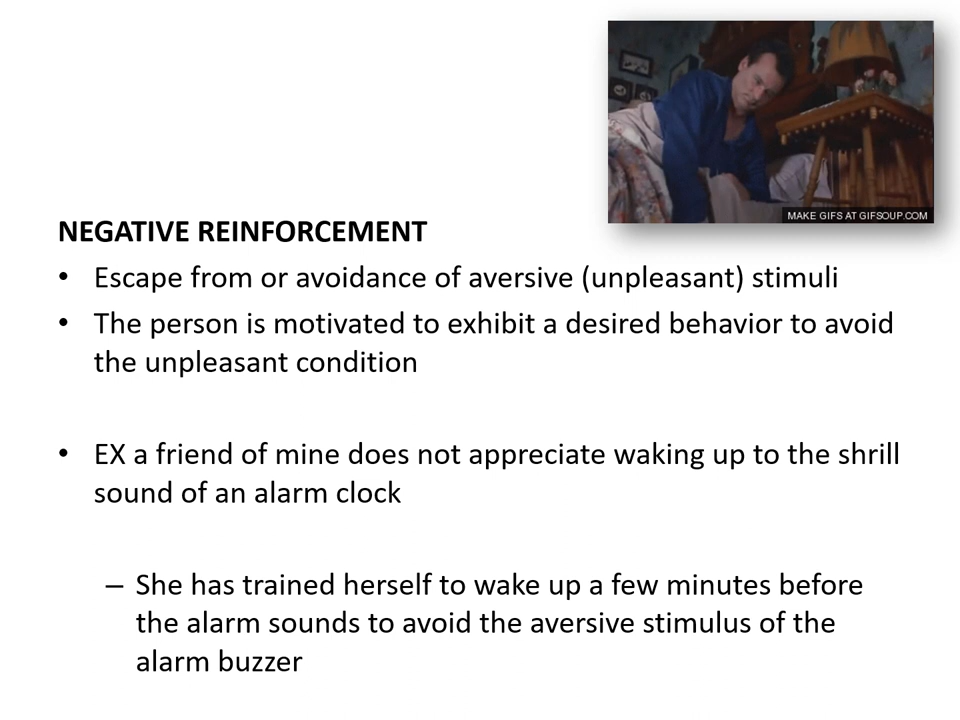 MAKE GIFS AT GIFSOUP.COM
NEGATIVE REINFORCEMENT
• Escape from or avoidance of aversive (unpleasant) stimuli
• The person is motivated to exhibit a desired behavior to avoid
the unpleasant condition
• EX a friend of mine does not appreciate waking up to the shrill
sound of an alarm clock
– She has trained herself to wake up a few minutes before
the alarm sounds to avoid the aversive stimulus of the
alarm buzzer